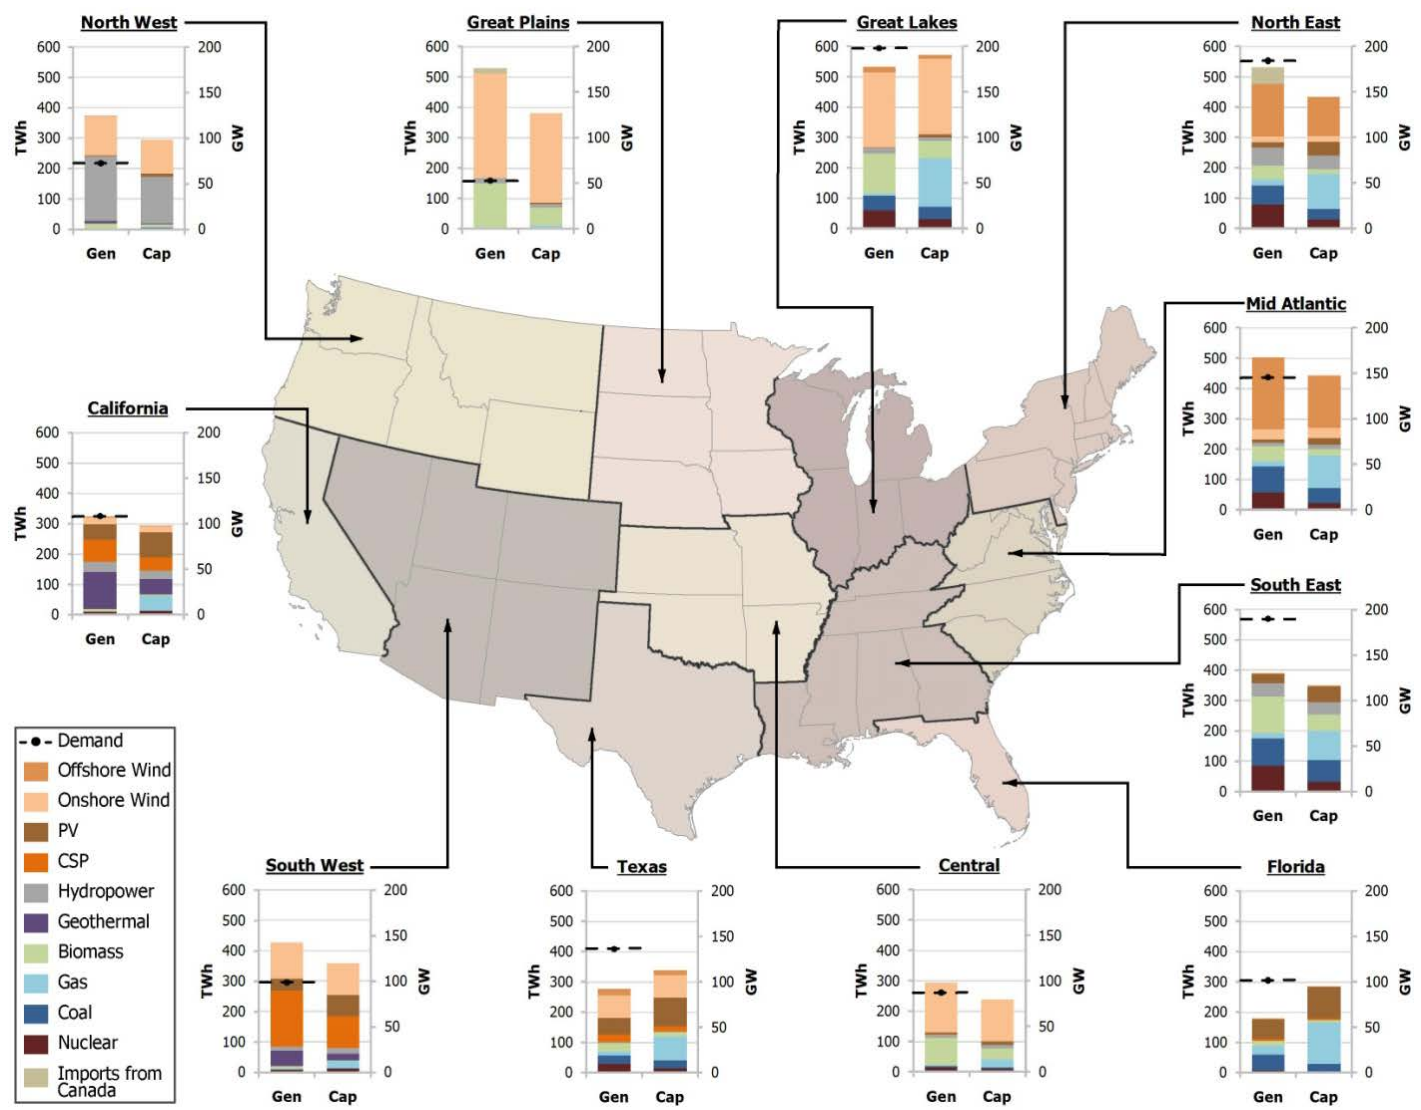 North West
600
500
400
300
200
100
0
TWh
200
150
100
50
0
GW
Gen
Cap
Great Plains
600
500
400
300
200
100
0
TWh
200
150
100
50
0
GW
Gen
Cap
Great Lakes
600
500
400
300
200
100
0
TWh
200
150
100
50
0
GW
Gen
Cap
North East
600
500
400
300
200
100
0
TWh
200
150
100
50
0
GW
Gen
Cap
California
600
500
400
300
200
100
0
TWh
200
150
100
50
0
GW
Gen
Cap
Mid Atlantic
600
500
400
300
200
100
0
TWh
200
150
100
50
0
GW
Gen
Cap
South East
600
500
400
300
200
100
0
TWh
200
150
100
50
0
GW
Gen
Cap
Demand
Offshore Wind
Onshore Wind
PV
CSP
Hydropower
Geothermal
Biomass
Gas
Coal
Nuclear
Imports from
Canada
South West
600
500
400
300
200
100
0
TWh
200
150
100
50
0
GW
Gen
Cap
Texas
600
500
400
300
200
100
0
TWh
200
150
100
50
0
GW
Gen
Cap
Central
600
500
400
300
200
100
0
TWh
200
150
100
50
0
GW
Gen
Cap
Florida
600
500
400
300
200
100
0
TWh
200
150
100
50
0
GW
Gen
Cap